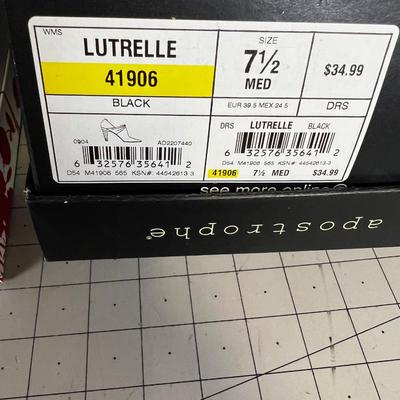 WMS
LUTRELLE
41906
BLACK
SIZE
7½
MED
EUR 39.5 MEX 24.5
$34.99
DRS
0904 AD2207440
6 32576 35641 2
D54 M41906 565 KSN#: 44542613-3
DRS LUTRELLE BLACK
6 32576 35641 2
D54 M41906 565 KSN#: 44542613-3
41906 7½ MED $34.99
see more online@
apostrophe®